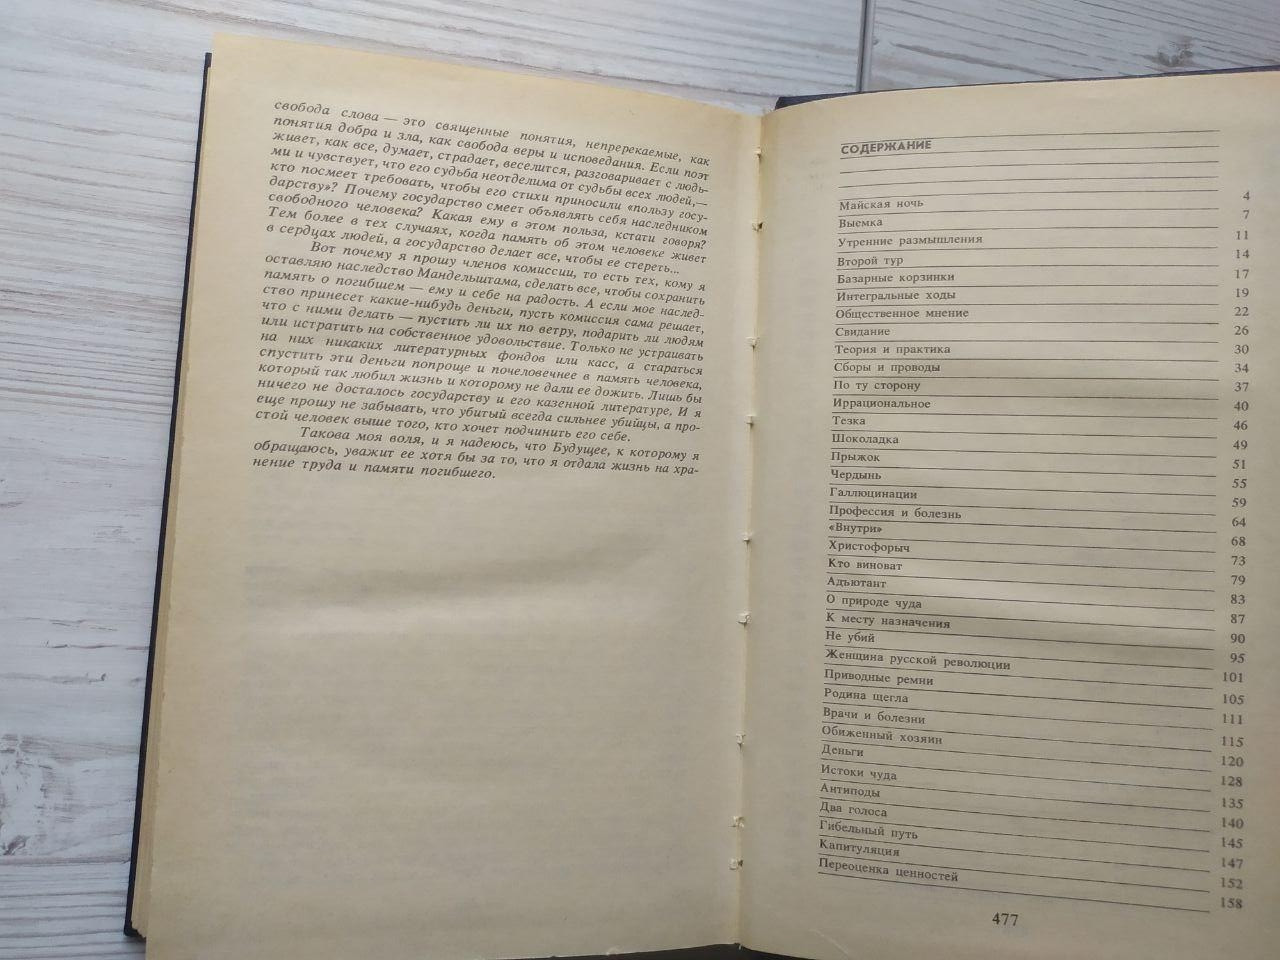 свобода слова — это священные понятия, непререкаемые, как
понятия добра и зла, как свобода веры и исповедания. Если поэт
живет, как все, думает, страдает, веселится, разговаривает с людь-
ми и чувствует, что его судьба неотделима от судьбы всех людей,—
кто посмеет требовать, чтобы его стихи приносили «пользу госу-
дарству»? Почему государство смеет объявлять себя наследником
свободного человека? Какая ему в этом польза, кстати говоря?
Тем более в тех случаях, когда память об этом человеке живет
в сердцах людей, а государство делает все, чтобы ее стереть...
Вот почему я прошу членов комиссии, то есть тех, кому я
оставляю наследство Мандельштама, сделать все, чтобы сохранить
память о погибшем — ему и себе на радость. А если мое наслед-
ство принесет какие-нибудь деньги, пусть комиссия сама решает,
что с ними делать — пустить ли их по ветру, подарить ли людям
или истратить на собственное удовольствие. Только не устраивать
на них никаких литературных фондов или касс, а стараться
спустить эти деньги попроще и почеловечнее в память человека,
который так любил жизнь и которому не дали ее дожить. Лишь бы
ничего не досталось государству и его казенной литературе. И я
еще прошу не забывать, что убитый всегда сильнее убийцы, а про-
стой человек выше того, кто хочет подчинить его себе.
Такова моя воля, и я надеюсь, что Будущее, к которому я
обращаюсь, уважит ее хотя бы за то, что я отдала жизнь на хра-
нение труда и памяти погибшего.
СОДЕРЖАНИЕ
Майская ночь 4
Выемка 7
Утренние размышления 11
Второй тур 14
Базарные корзинки 17
Интегральные ходы 19
Общественное мнение 22
Свидание 26
Теория и практика 30
Сборы и проводы 34
По ту сторону 37
Иррациональное 40
Тезка 46
Шоколадка 49
Прыжок 51
Чердынь 55
Галлюцинации 59
Профессия и болезнь 64
«Внутри» 68
Христофорыч 73
Кто виноват 79
Адъютант 83
О природе чуда 87
К месту назначения 90
Не убий 95
Женщина русской революции 101
Приводные ремни 105
Родина щегла 111
Врачи и болезни 115
Обиженный хозяин 120
Деньги 128
Истоки чуда 135
Антиподы 140
Два голоса 145
Гибельный путь 147
Капитуляция 152
Переоценка ценностей 158
477